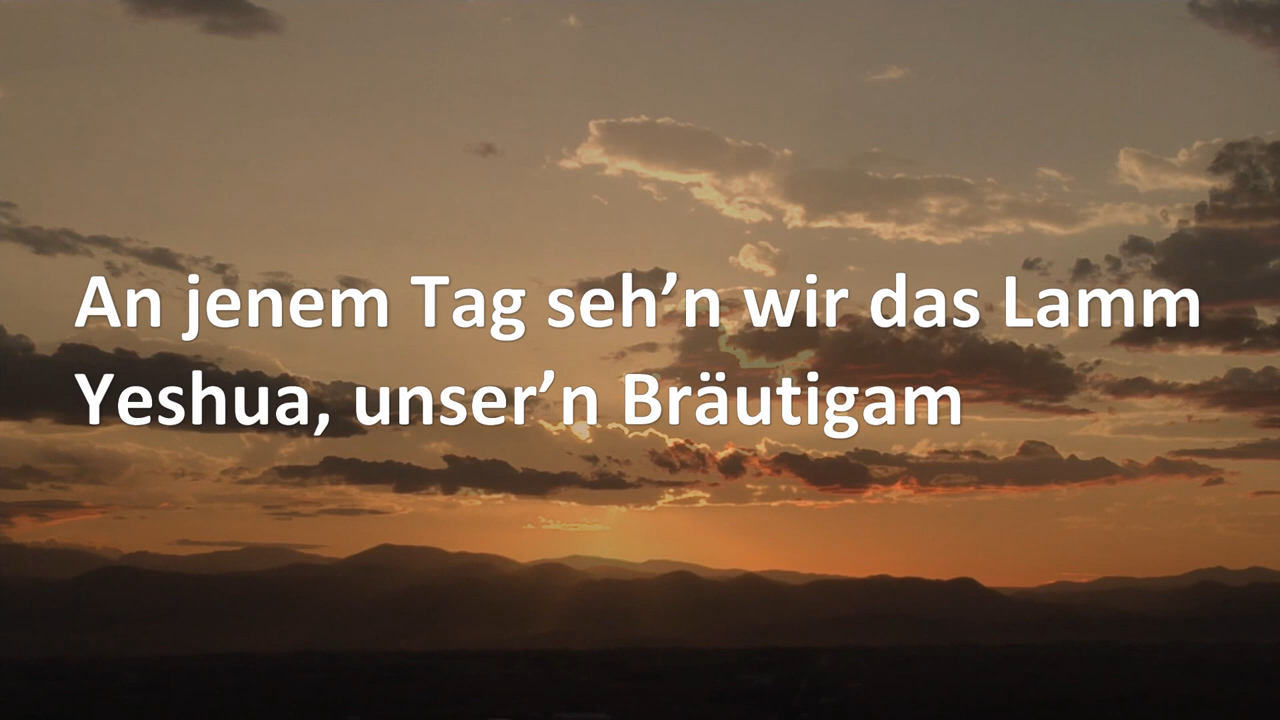 An jenem Tag seh’n wir das Lamm
Yeshua, unser’n Bräutigam